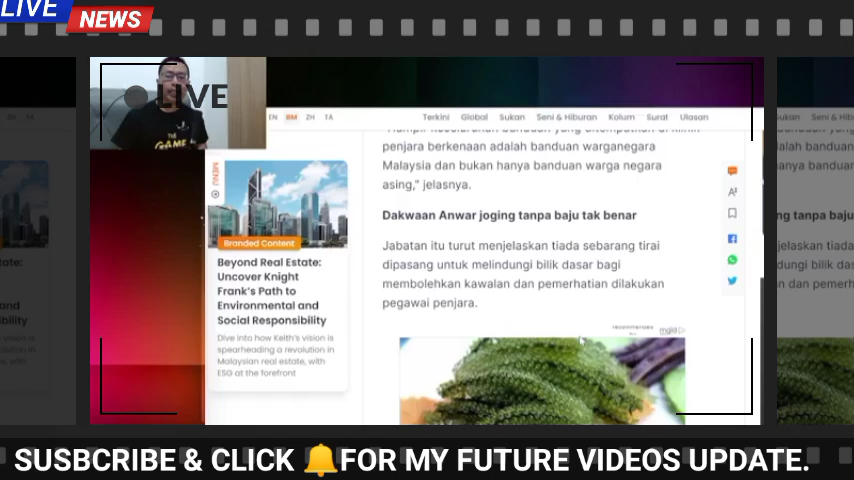 LIVE
NEWS
LIVE
THE
GAME
EN BM ZH TA
Terkini Global Sukan Seni & Hiburan Kolum Surat Ulasan
penjara berkenaan adalah banduan warganegara
Malaysia dan bukan hanya banduan warga negara
asing," jelasnya.
Dakwaan Anwar joging tanpa baju tak benar
Jabatan itu turut menjelaskan tiada sebarang tirai
dipasang untuk melindungi bilik dasar bagi
membolehkan kawalan dan pemerhatian dilakukan
pegawai penjara.
MENU
Branded Content
Beyond Real Estate:
Uncover Knight
Frank's Path to
Environmental and
Social Responsibility
Dive into how Keith's vision is
spearheading a revolution in
Malaysian real estate, with
ESG at the forefront
mgid
SUSBCRIBE & CLICK 🔔FOR MY FUTURE VIDEOS UPDATE.